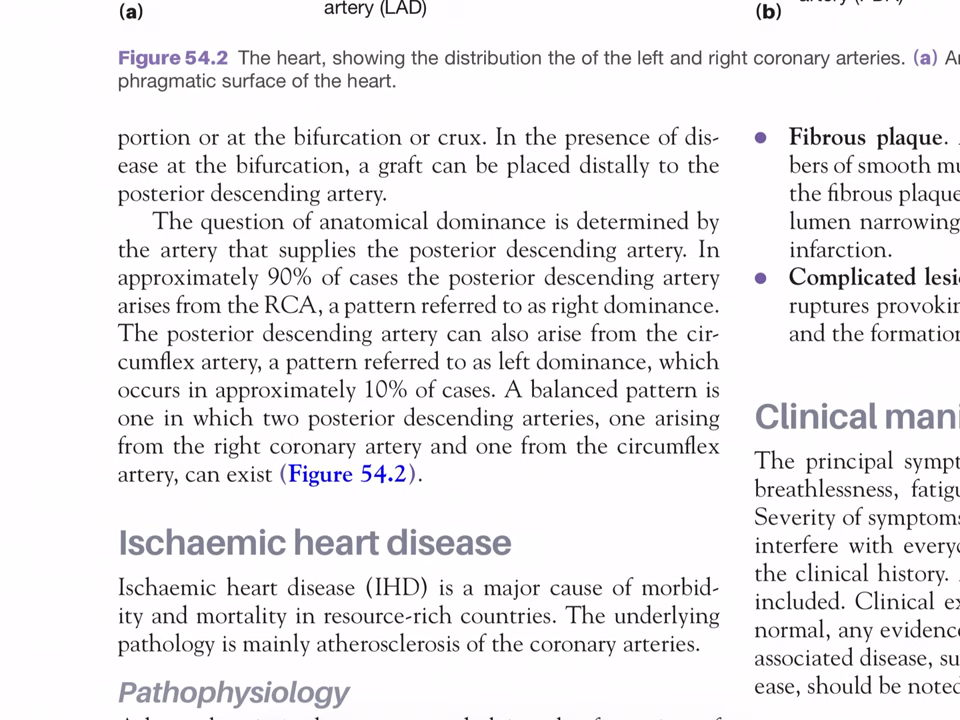 (a)
artery (LAD)
(b)
Figure 54.2 The heart, showing the distribution the of the left and right coronary arteries. (a)
phragmatic surface of the heart.
portion or at the bifurcation or crux. In the presence of dis-
ease at the bifurcation, a graft can be placed distally to the
posterior descending artery.
The question of anatomical dominance is determined by
the artery that supplies the posterior descending artery. In
approximately 90% of cases the posterior descending artery
arises from the RCA, a pattern referred to as right dominance.
The posterior descending artery can also arise from the cir-
cumflex artery, a pattern referred to as left dominance, which
occurs in approximately 10% of cases. A balanced pattern is
one in which two posterior descending arteries, one arising
from the right coronary artery and one from the circumflex
artery, can exist (Figure 54.2).
Ischaemic heart disease
Ischaemic heart disease (IHD) is a major cause of morbid-
ity and mortality in resource-rich countries. The underlying
pathology is mainly atherosclerosis of the coronary arteries.
Pathophysiology
Fibrous plaque.
bers of smooth
the fibrous plaque
lumen narrowing
infarction.
Complicated
ruptures
and the formation
Clinical
The principal
breathlessness,
Severity of symptoms
interfere with
the clinical history.
included. Clinical
normal, any evidence
associated disease,
ease, should be noted